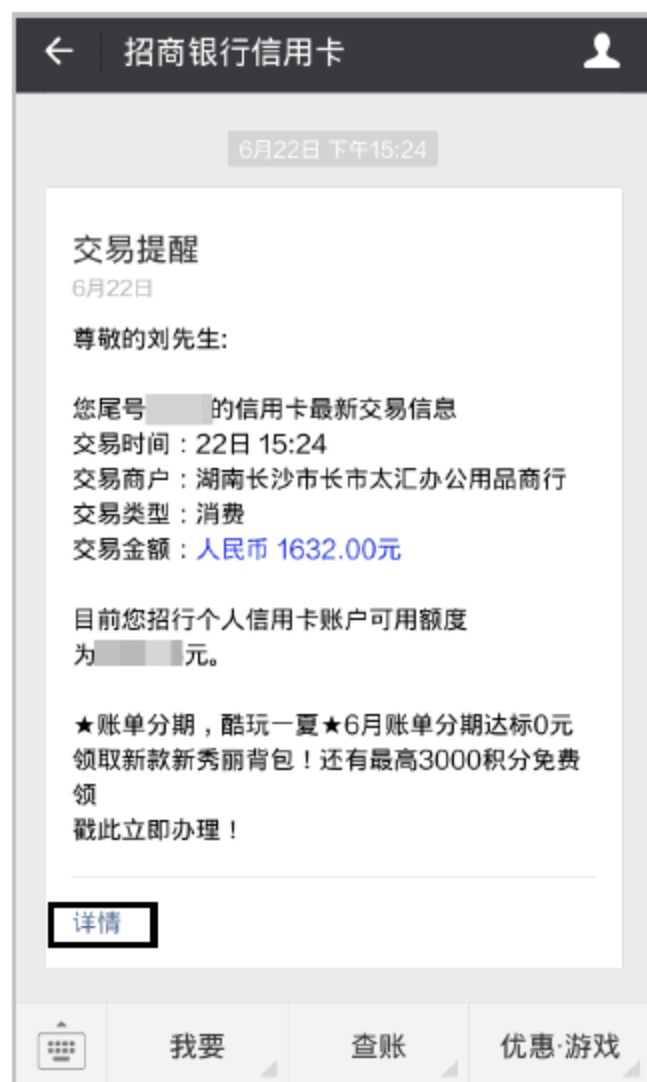 招商银行信用卡
6月22日 下午15:24
交易提醒
6月22日
尊敬的刘先生:
您尾号 的信用卡最新交易信息
交易时间：22日 15:24
交易商户：湖南长沙市长市太汇办公用品商行
交易类型：消费
交易金额：人民币 1632.00元
目前您招行个人信用卡账户可用额度
为 元。
★账单分期，酷玩一夏★6月账单分期达标0元
领取新款新秀丽背包！还有最高3000积分免费
领
戳此立即办理！
详情
我要
查账
优惠·游戏